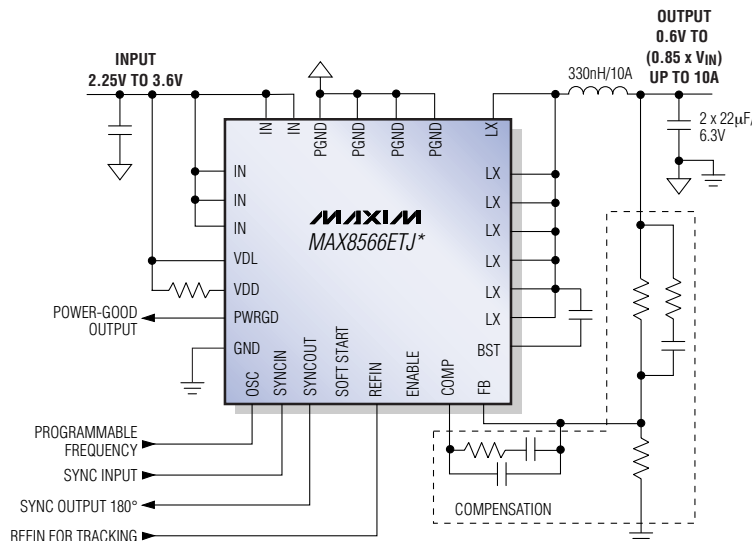 INPUT
2.25V TO 3.6V
OUTPUT
0.6V TO
(0.85 x VIN)
UP TO 10A
330nH/10A
2 x 22µF/
6.3V
IN
IN
PGND
PGND
PGND
PGND
LX
IN
IN
IN
VDL
VDD
PWRGD
GND
MAXIM
MAX8566ETJ*
LX
LX
LX
LX
LX
LX
BST
OSC
SYNCIN
SYNCOUT
SOFT START
REFIN
ENABLE
COMP
FB
POWER-GOOD
OUTPUT
PROGRAMMABLE
FREQUENCY
SYNC INPUT
SYNC OUTPUT 180°
REFIN FOR TRACKING
COMPENSATION